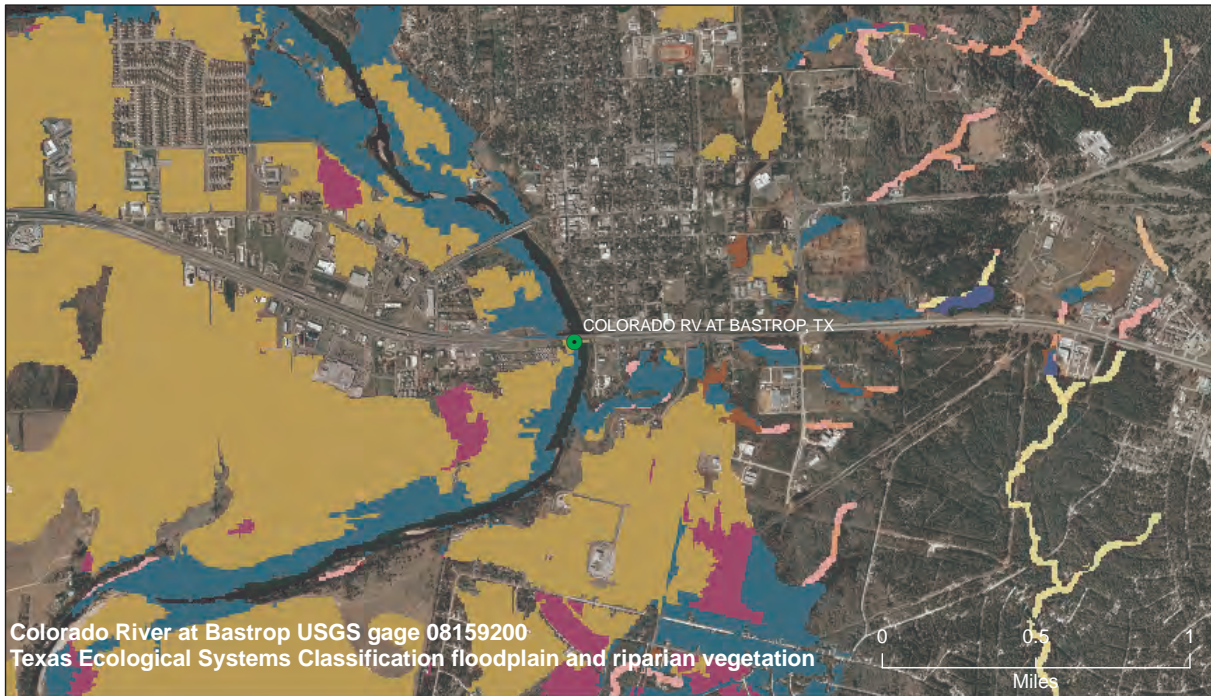 COLORADO RV AT BASTROP, TX
Colorado River at Bastrop USGS gage 08159200
Texas Ecological Systems Classification floodplain and riparian vegetation
0 0.5 1
Miles